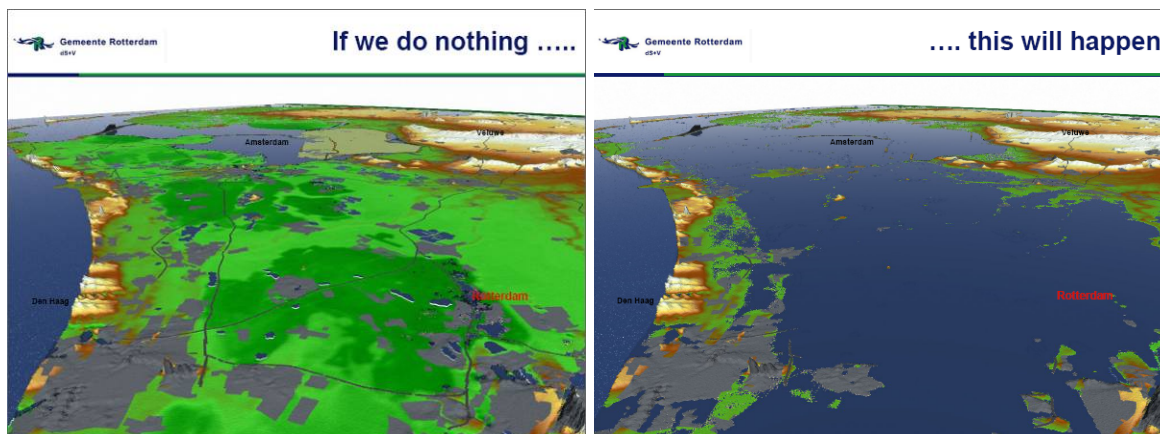 Gemeente Rotterdam
dS+V
If we do nothing .....
Veluwe
Amsterdam
Den Haag
Rotterdam
Gemeente Rotterdam
dS+V
.... this will happen
Veluwe
Amsterdam
Den Haag
Rotterdam